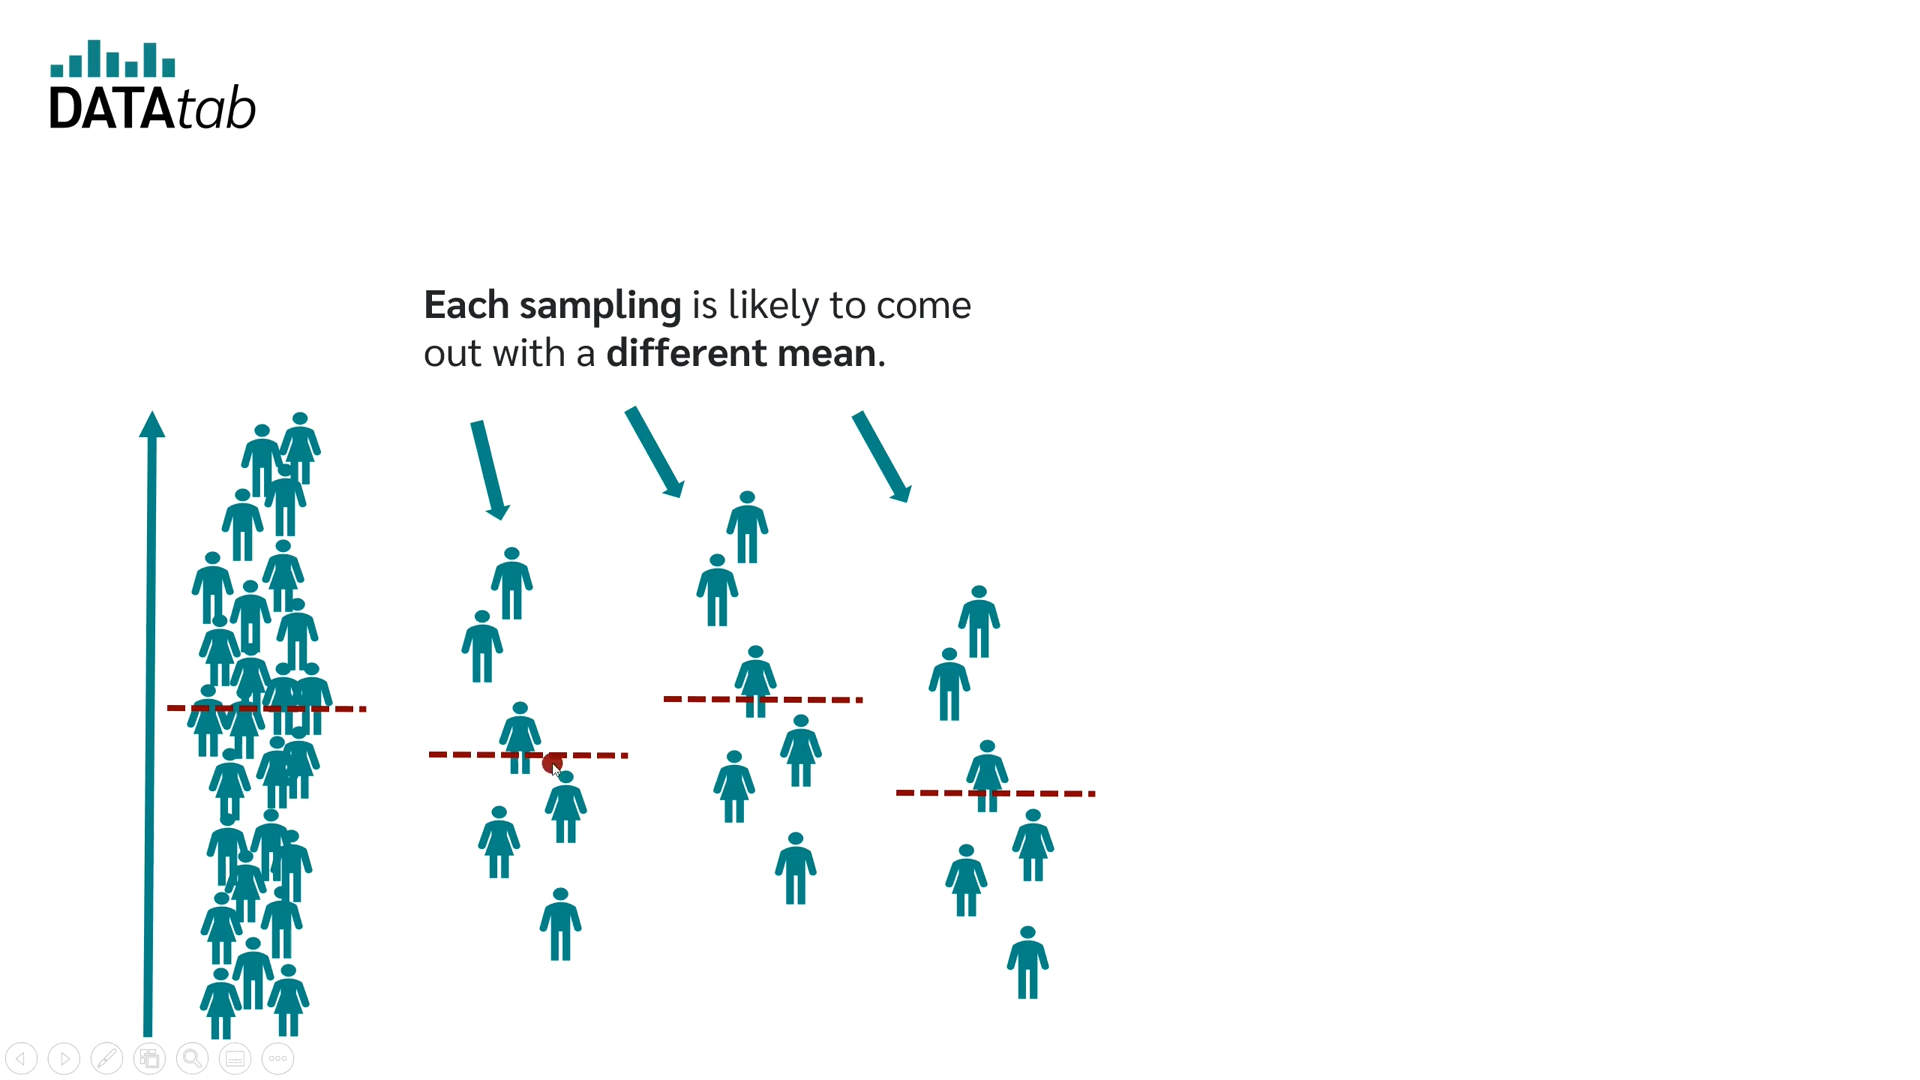 DATAtab
Each sampling is likely to come
out with a different mean.